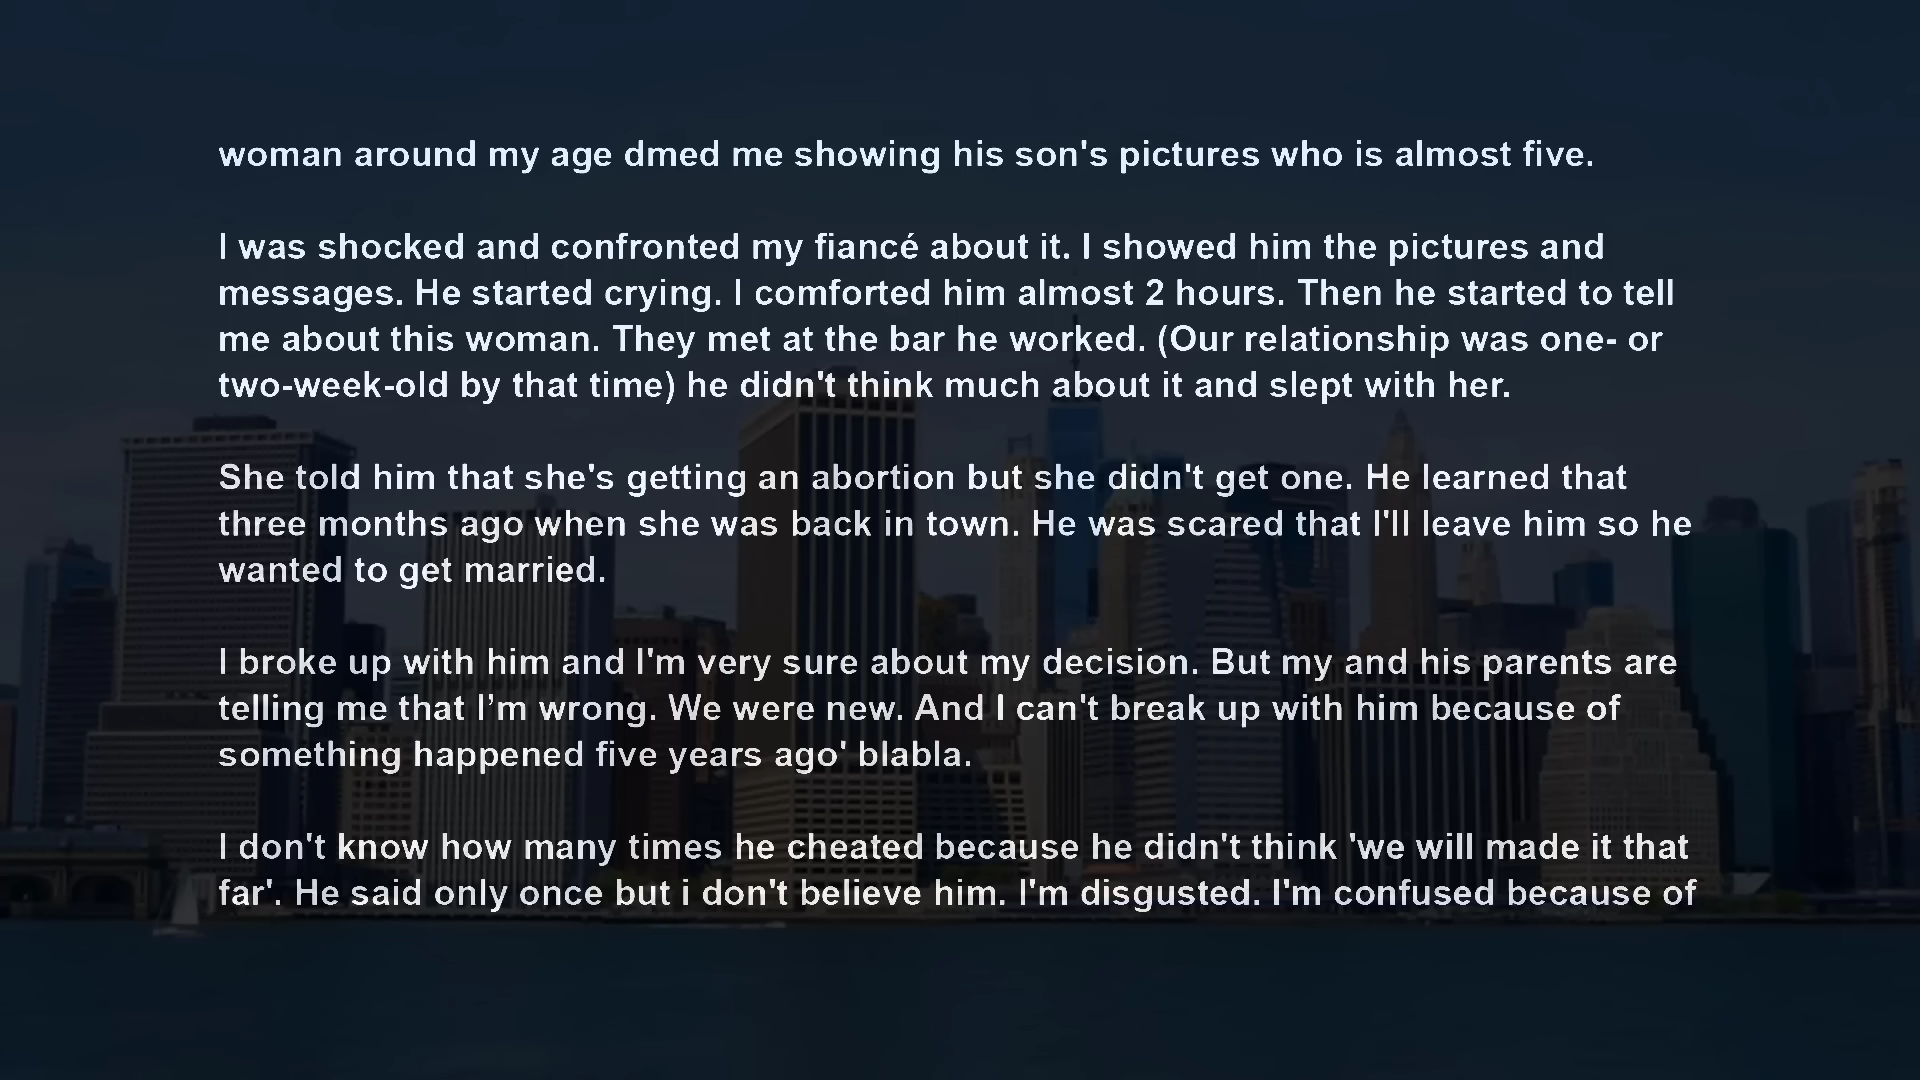 woman around my age dmed me showing his son's pictures who is almost five.
I was shocked and confronted my fiancé about it. I showed him the pictures and
messages. He started crying. I comforted him almost 2 hours. Then he started to tell
me about this woman. They met at the bar he worked. (Our relationship was one- or
two-week-old by that time) he didn't think much about it and slept with her.
She told him that she's getting an abortion but she didn't get one. He learned that
three months ago when she was back in town. He was scared that I'll leave him so he
wanted to get married.
I broke up with him and I'm very sure about my decision. But my and his parents are
telling me that I’m wrong. We were new. And I can't break up with him because of
something happened five years ago' blabla.
I don't know how many times he cheated because he didn't think 'we will made it that
far'. He said only once but i don't believe him. I'm disgusted. I'm confused because of